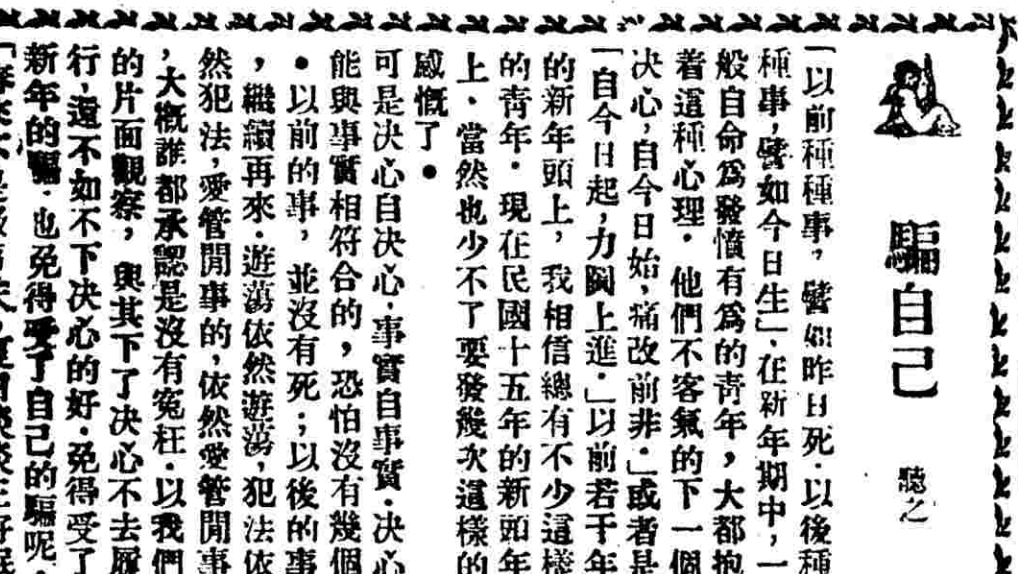 騙自己
聽之
「以前種種事，譬如昨日死．以後種
種事，譬如今日生」．在新年期中，一
般自命爲發憤有爲的靑年，大都抱
着這種心理．他們不客氣的下一個
决心，自今日始，痛改前非．」或者是
「自今日起，力圖上進．」以前若干年
的新年頭上，我相信總有不少這樣
的靑年．現在民國十五年的新頭年
上．當然也少不了要發幾次這樣的
感慨了●
可是决心自决心．事實自事實．决心
能與事實相符合的，恐怕沒有幾個
●以前的事，並沒有死；以後的事
，繼續再來．遊蕩依然遊蕩，犯法依
然犯法，愛管閒事的，依然愛管閒事
，大槪誰都承認是沒有寃枉．以我們
的片面觀察，與其下了决心不去履
行，還不如不下决心的好．免得受了
新年的騙．也免得受了自己的騙呢．